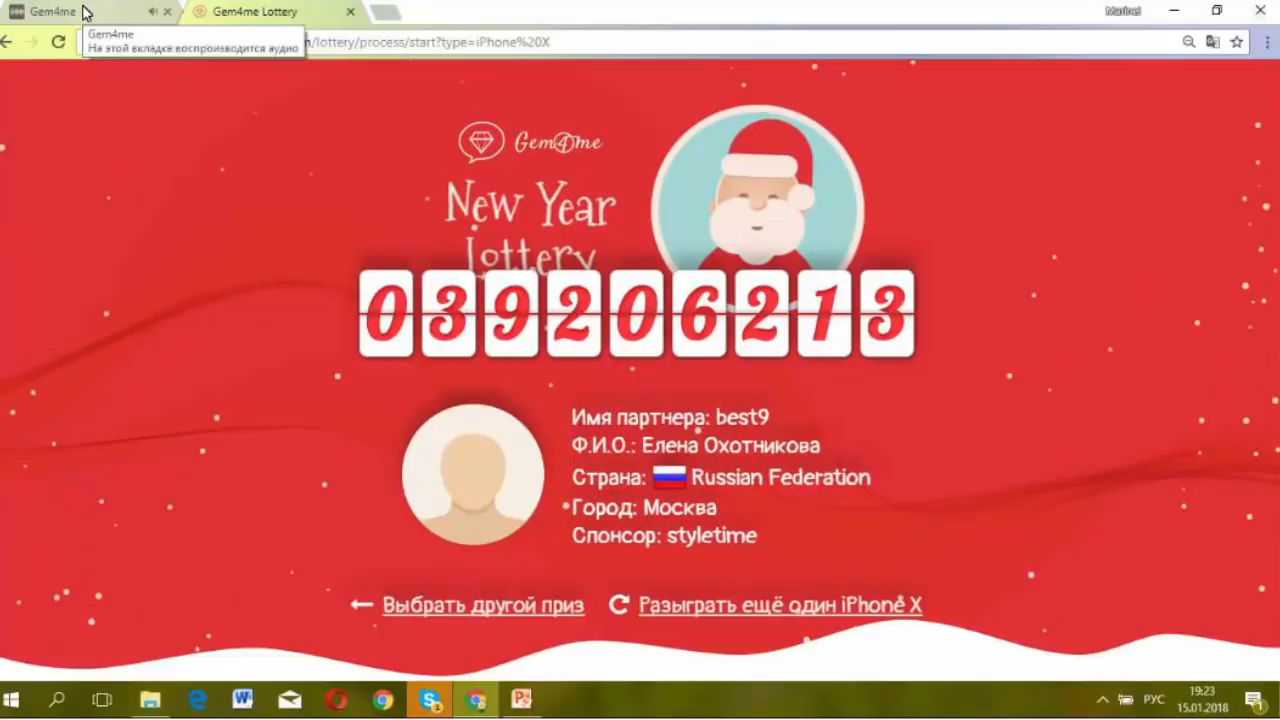 Gem4me
Gem4me Lottery
Marinel
Gem4me
На этой вкладке воспроизводится аудио
/lottery/process/start?type=iPhone%20X
Gem4me
New Year
Lottery
039206213
Имя партнера: best9
Ф.И.О.: Елена Охотникова
Страна: Russian Federation
Город: Москва
Спонсор: styletime
Выбрать другой приз
Разыграть ещё один iPhone X
РУС
19:23
15.01.2018